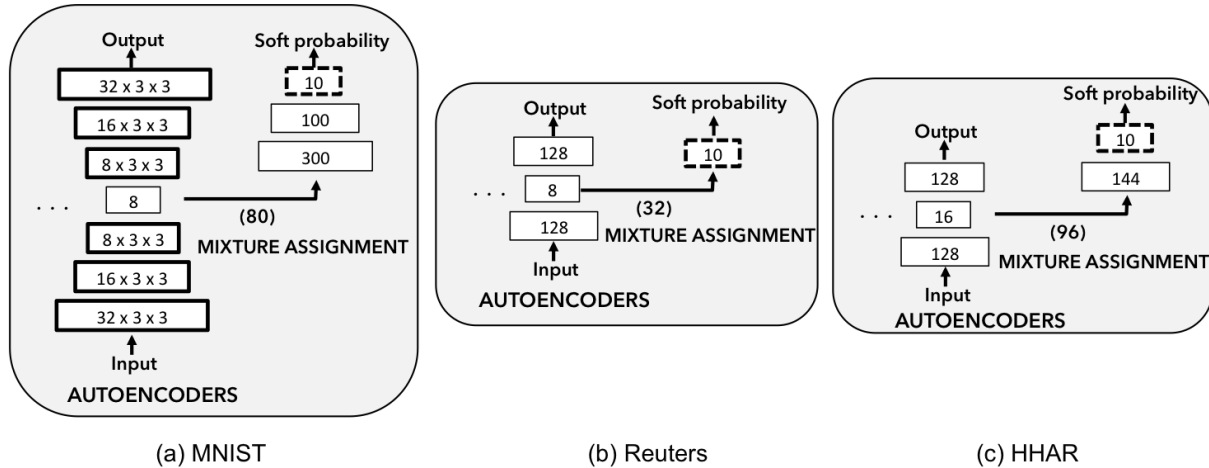 Output
32 x 3 x 3
16 x 3 x 3
8 x 3 x 3
. . .
8
8 x 3 x 3
16 x 3 x 3
32 x 3 x 3
Input
AUTOENCODERS
Soft probability
10
100
300
(80)
MIXTURE ASSIGNMENT
(a) MNIST
Output
128
. . .
8
128
Input
AUTOENCODERS
Soft probability
10
(32)
MIXTURE ASSIGNMENT
(b) Reuters
Output
128
. . .
16
128
Input
AUTOENCODERS
Soft probability
10
144
(96)
MIXTURE ASSIGNMENT
(c) HHAR